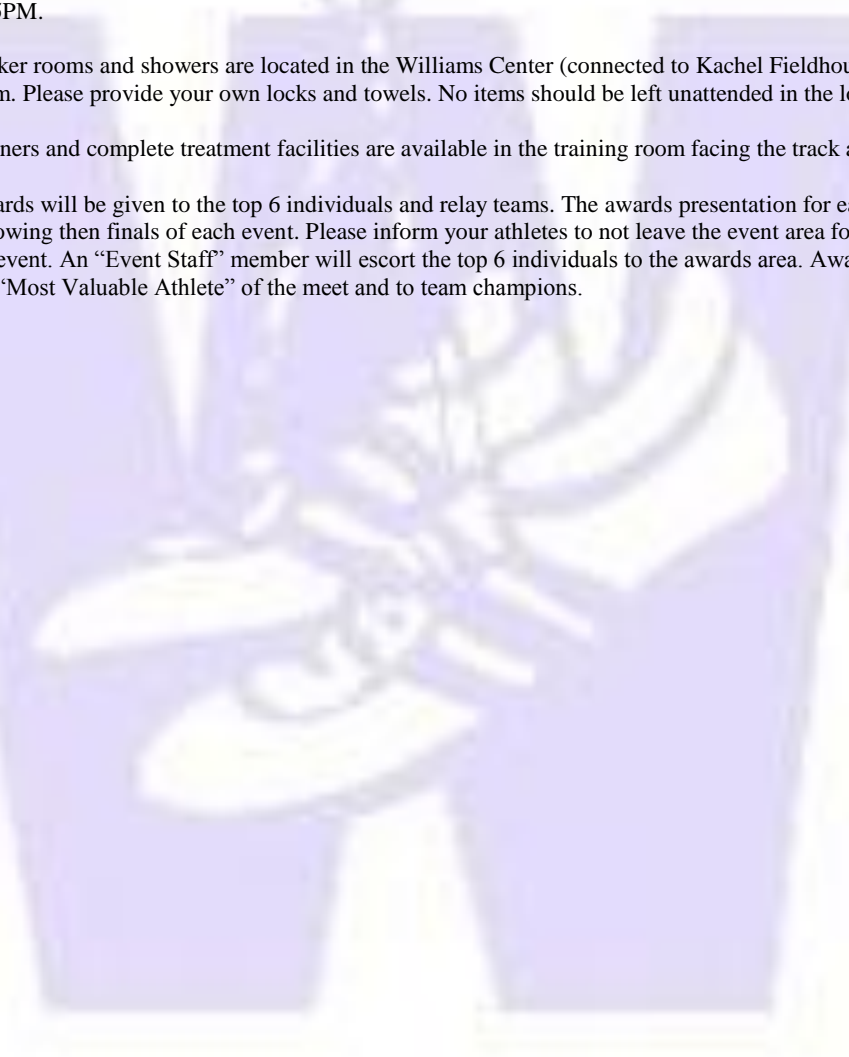 5PM.
ker rooms and showers are located in the Williams Center (connected to Kachel Fieldhou
m. Please provide your own locks and towels. No items should be left unattended in the lo
ners and complete treatment facilities are available in the training room facing the track a
ards will be given to the top 6 individuals and relay teams. The awards presentation for ea
owing then finals of each event. Please inform your athletes to not leave the event area fo
event. An “Event Staff” member will escort the top 6 individuals to the awards area. Awa
“Most Valuable Athlete” of the meet and to team champions.